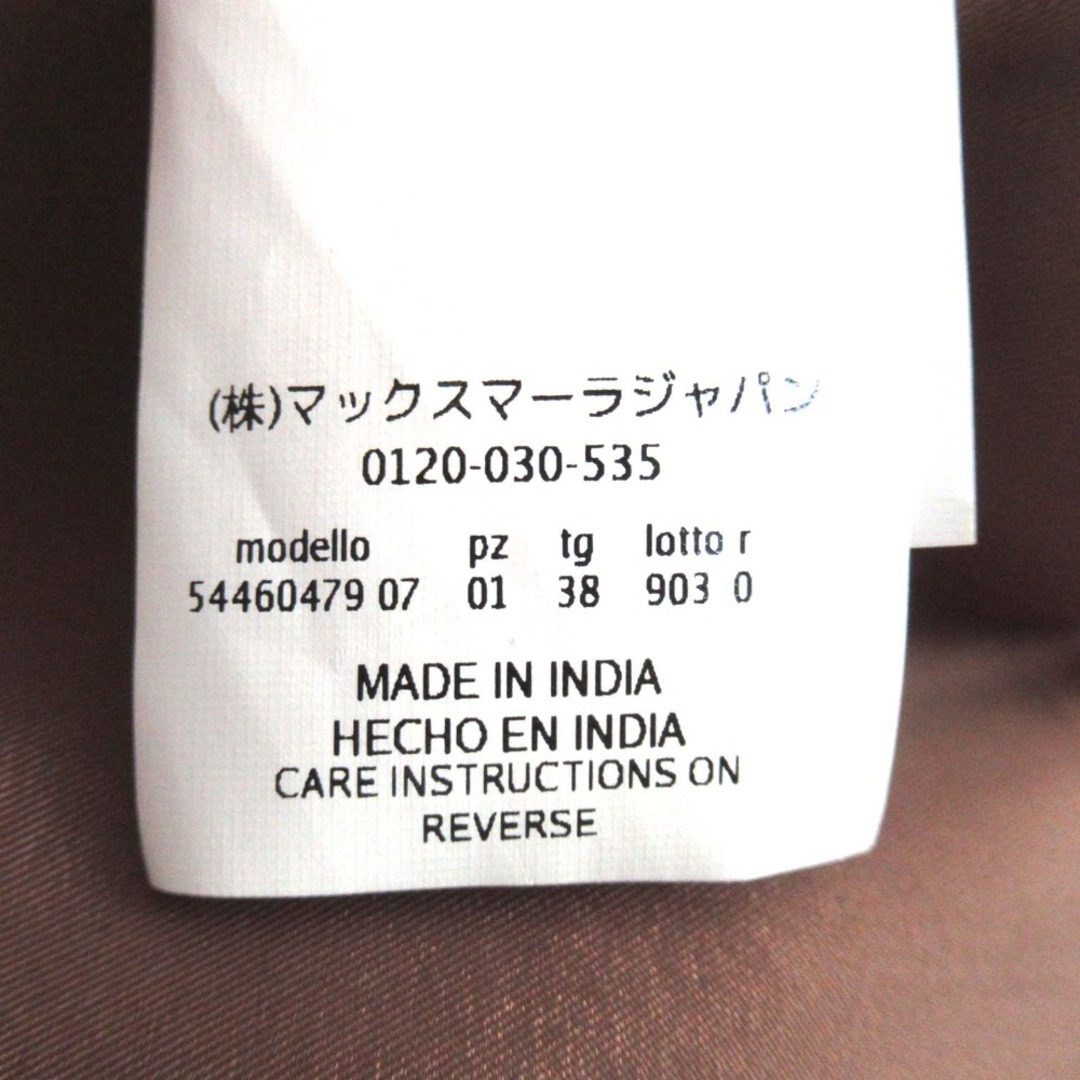 (株)マックスマーラジャパン
0120-030-535
modello pz tg lotto r
54460479 07 01 38 903 0
MADE IN INDIA
HECHO EN INDIA
CARE INSTRUCTIONS ON
REVERSE